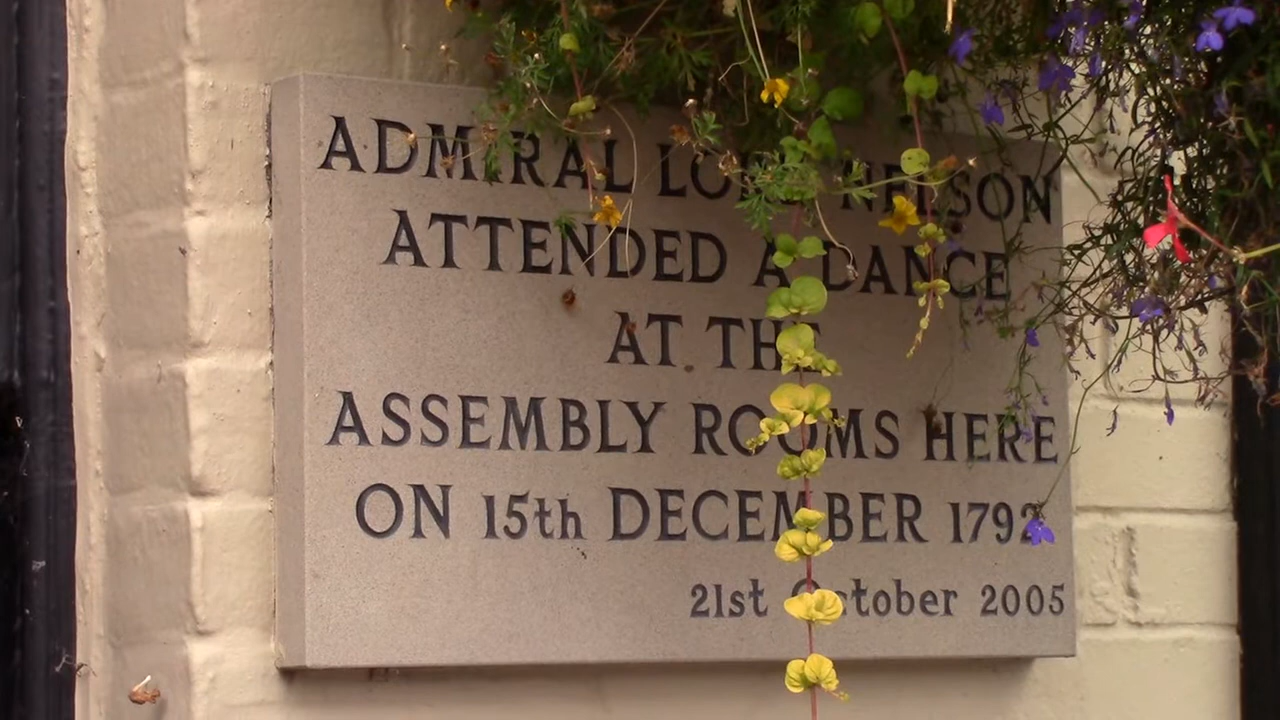 ADMIRAL LORD NELSON
ATTENDED A DANCE
AT THE
ASSEMBLY ROOMS HERE
ON 15th DECEMBER 1792
21st October 2005